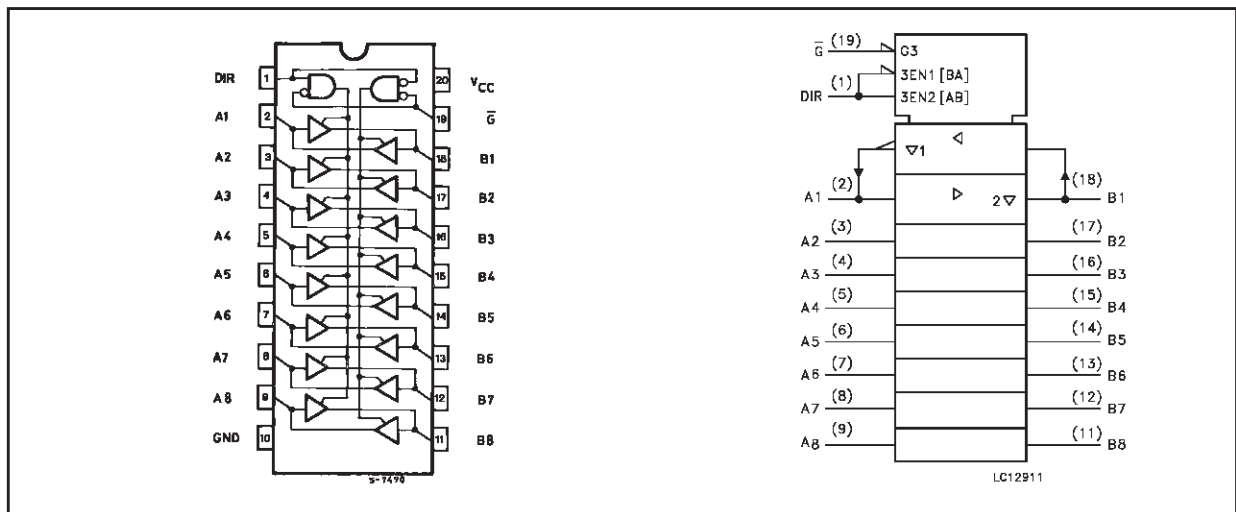 DIR 1 20 VCC
A1 2 19 G̅
A2 3 18 B1
A3 4 17 B2
A4 5 16 B3
A5 6 15 B4
A6 7 14 B5
A7 8 13 B6
A8 9 12 B7
GND 10 11 B8
S-7470
G̅ (19) G3
3EN1 [BA]
DIR (1) 3EN2 [AB]
▽1 ◁
A1 (2) ▷ 2▽ (18) B1
A2 (3) (17) B2
A3 (4) (16) B3
A4 (5) (15) B4
A5 (6) (14) B5
A6 (7) (13) B6
A7 (8) (12) B7
A8 (9) (11) B8
LC12911